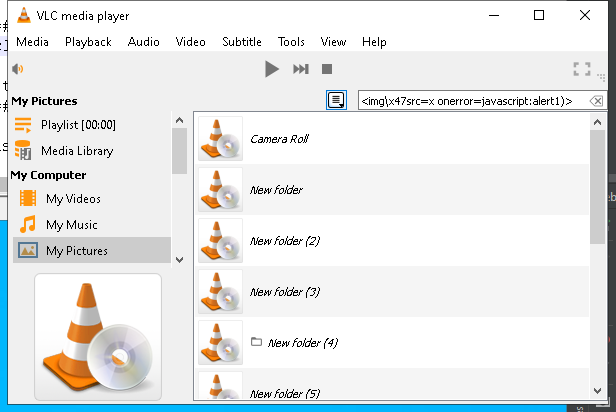 VLC media player
Media Playback Audio Video Subtitle Tools View Help
My Pictures
<img\x47src=x onerror=javascript:alert1)>
Playlist [00:00]
Media Library
My Computer
My Videos
My Music
My Pictures
Camera Roll
New folder
New folder (2)
New folder (3)
New folder (4)
New folder (5)